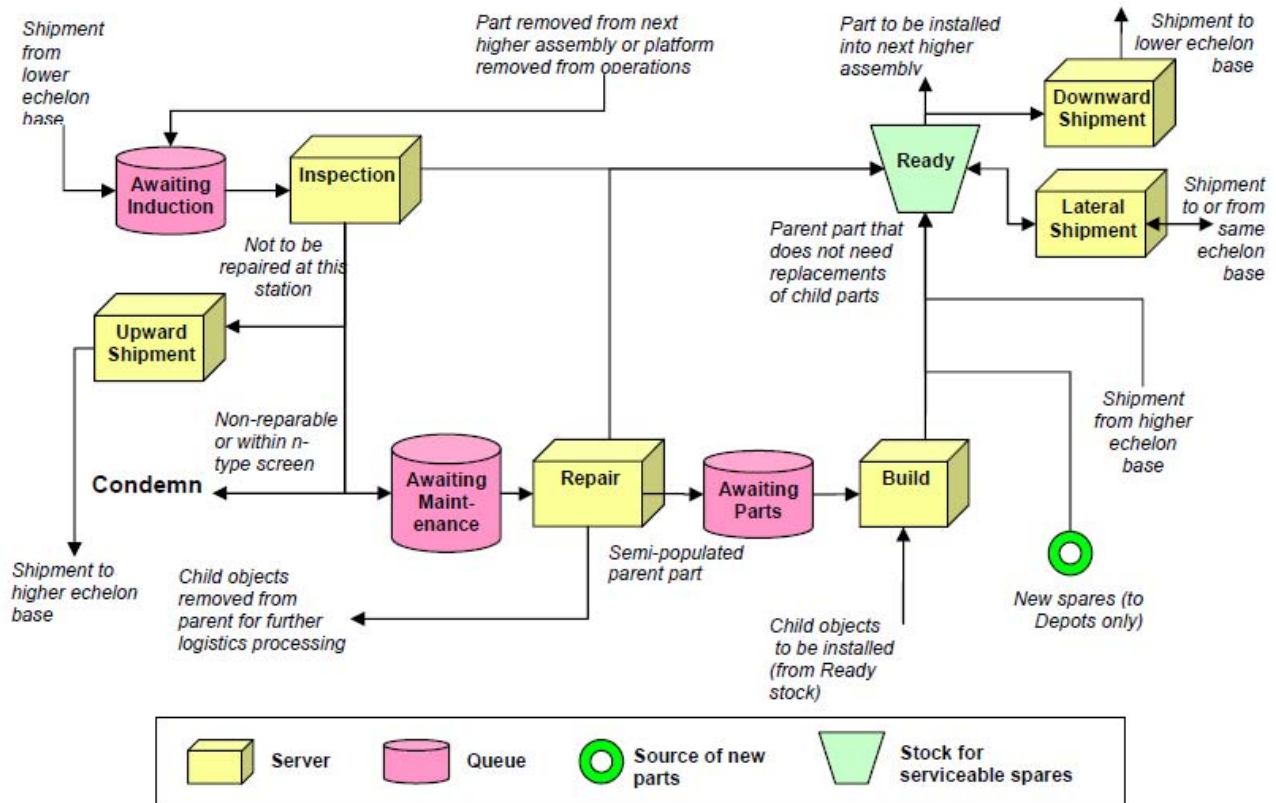 Shipment
from
lower
echelon
base
Part removed from next
higher assembly or platform
removed from operations
Part to be installed
into next higher
assembly
Shipment to
lower echelon
base
Downward
Shipment
Awaiting
Induction
Inspection
Ready
Lateral
Shipment
Shipment
to or from
same
echelon
base
Not to be
repaired at this
station
Parent part that
does not need
replacements
of child parts
Upward
Shipment
Non-reparable
or within n-
type screen
Condemn
Awaiting
Maint-
enance
Repair
Awaiting
Parts
Build
Shipment
from higher
echelon
base
Shipment to
higher echelon
base
Child objects
removed from
parent for further
logistics processing
Semi-populated
parent part
Child objects
to be installed
(from Ready
stock)
New spares (to
Depots only)
Server
Queue
Source of new
parts
Stock for
serviceable spares